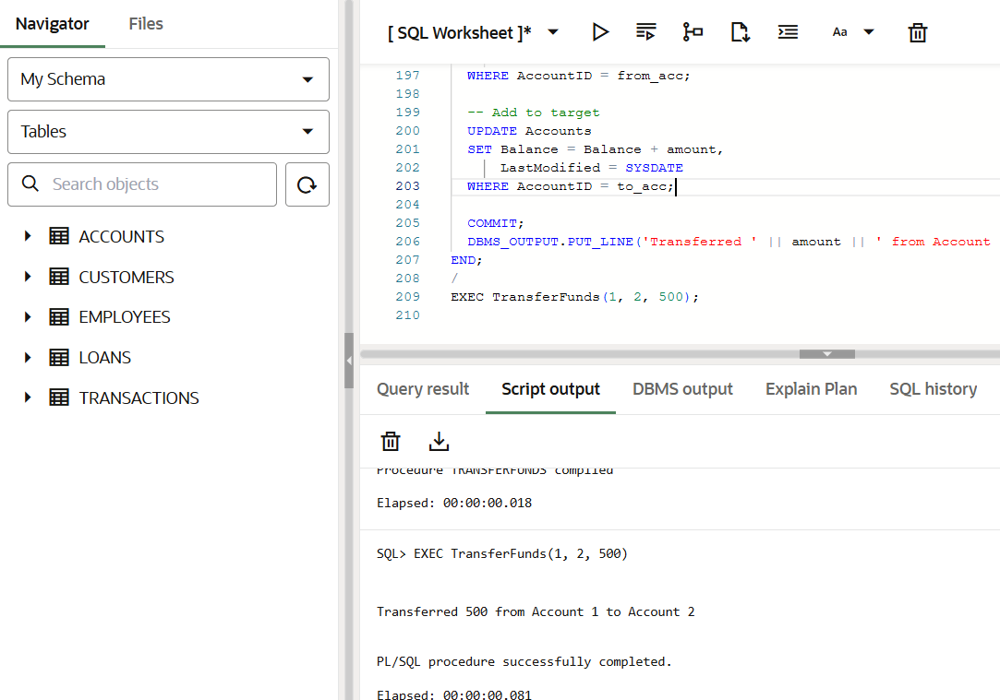 Navigator
Files
My Schema
Tables
Search objects
ACCOUNTS
CUSTOMERS
EMPLOYEES
LOANS
TRANSACTIONS
[ SQL Worksheet ]*
Aa
197 WHERE AccountID = from_acc;
198
199 -- Add to target
200 UPDATE Accounts
201 SET Balance = Balance + amount,
202 LastModified = SYSDATE
203 WHERE AccountID = to_acc;
204
205 COMMIT;
206 DBMS_OUTPUT.PUT_LINE('Transferred ' || amount || ' from Account
207 END;
208 /
209 EXEC TransferFunds(1, 2, 500);
210
Query result
Script output
DBMS output
Explain Plan
SQL history
Procedure TRANSFERFUNDS compiled
Elapsed: 00:00:00.018
SQL> EXEC TransferFunds(1, 2, 500)
Transferred 500 from Account 1 to Account 2
PL/SQL procedure successfully completed.
Elapsed: 00:00:00.081